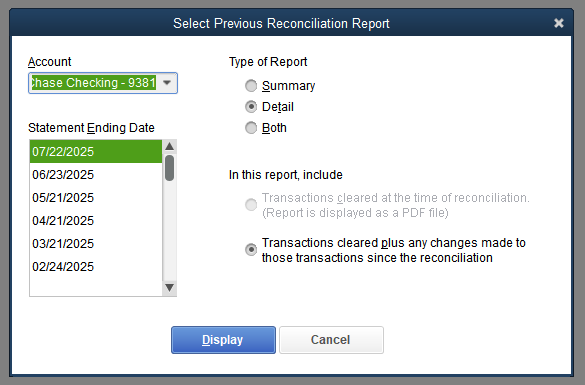 Select Previous Reconciliation Report
Account
Chase Checking - 9381
Statement Ending Date
07/22/2025
06/23/2025
05/21/2025
04/21/2025
03/21/2025
02/24/2025
Type of Report
Summary
Detail
Both
In this report, include
Transactions cleared at the time of reconciliation.
(Report is displayed as a PDF file)
Transactions cleared plus any changes made to
those transactions since the reconciliation
Display
Cancel